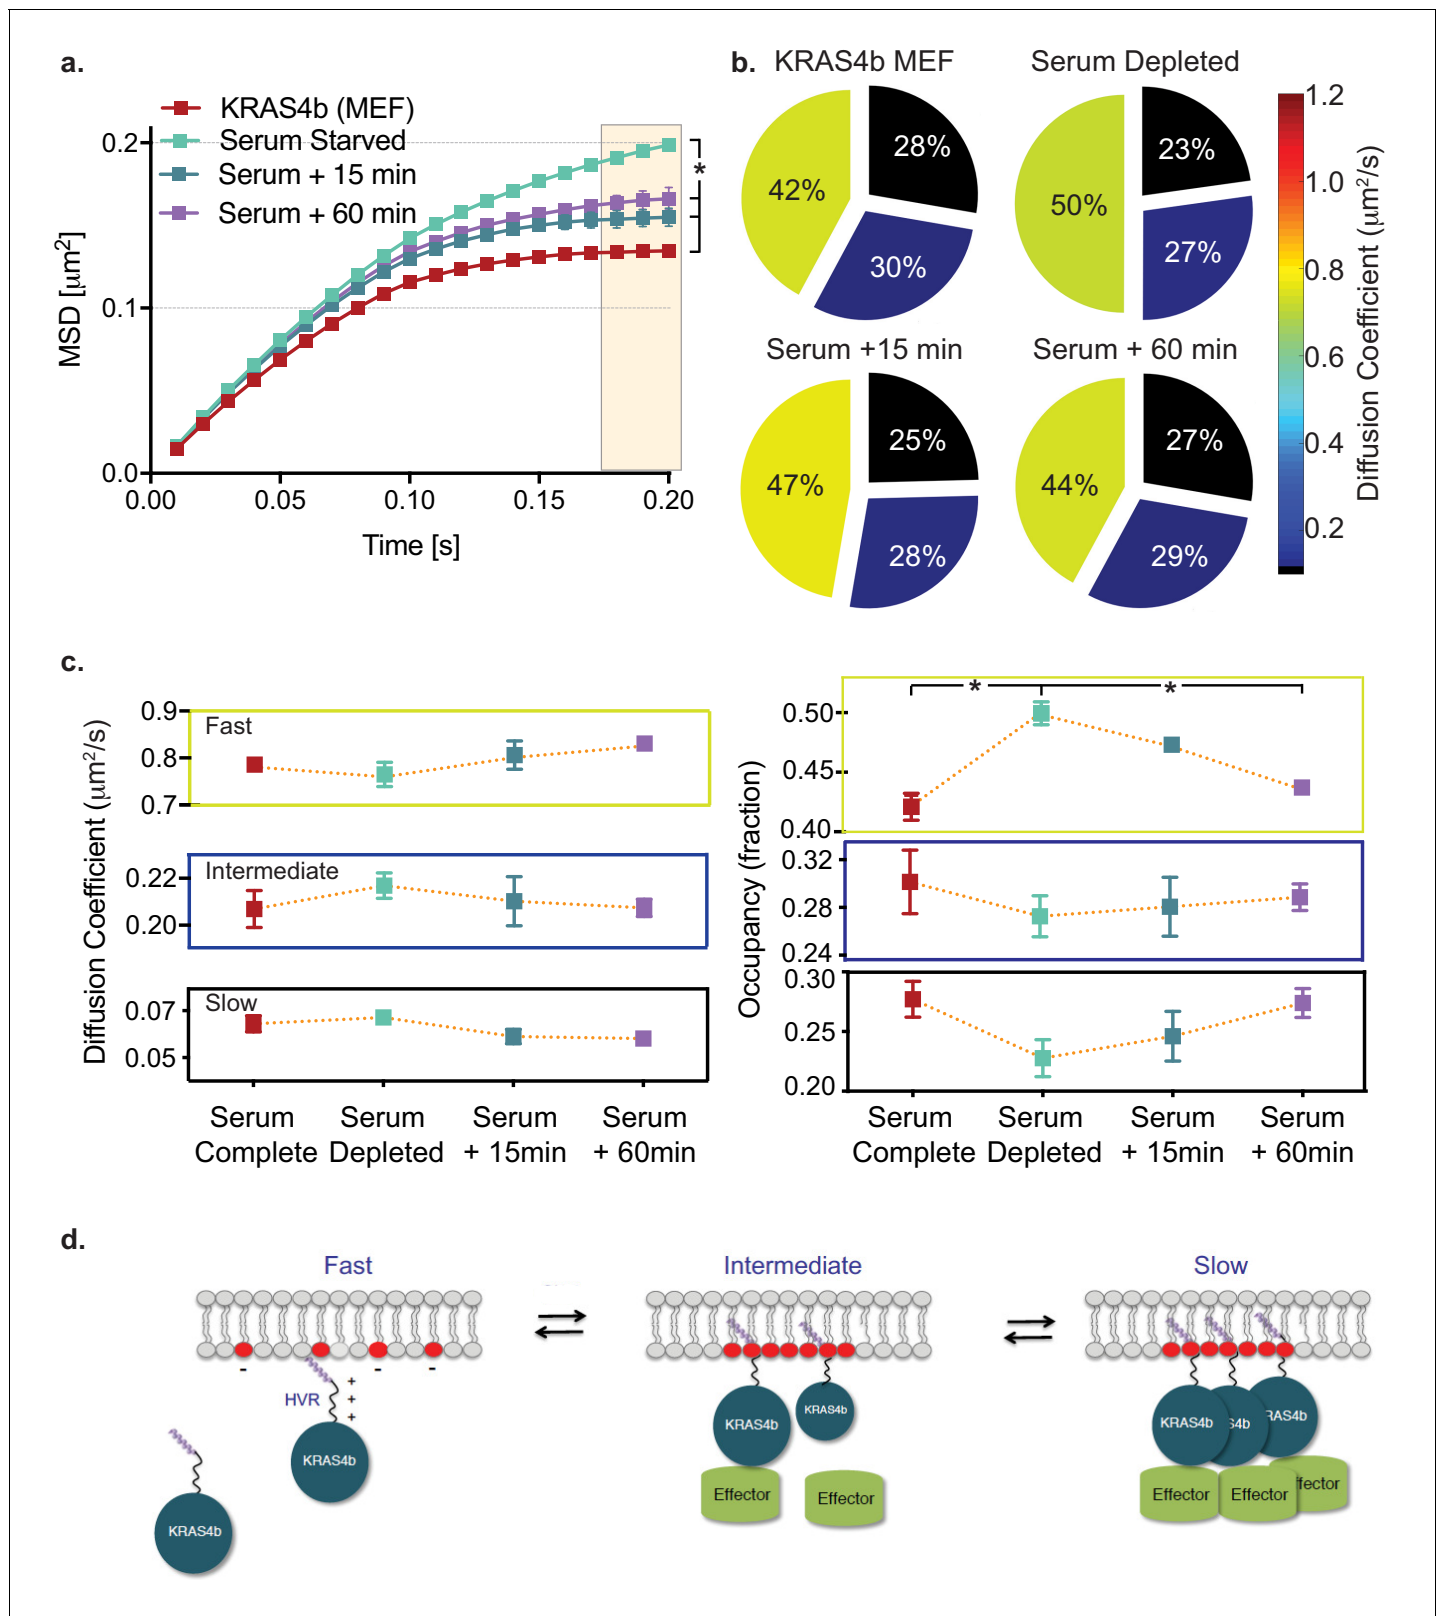 a.
KRAS4b (MEF)
Serum Starved
Serum + 15 min
Serum + 60 min
*
0.2
0.1
0.0
MSD [μm²]
0.00 0.05 0.10 0.15 0.20
Time [s]
b.
KRAS4b MEF
28%
42%
30%
Serum Depleted
23%
50%
27%
Serum +15 min
25%
47%
28%
Serum + 60 min
27%
44%
29%
1.2
1.0
0.8
0.6
0.4
0.2
Diffusion Coefficient (μm²/s)
c.
Diffusion Coefficient (μm²/s)
0.9
0.8
0.7
Fast
0.22
0.20
Intermediate
0.07
0.05
Slow
Serum Serum Serum Serum
Complete Depleted + 15min + 60min
Occupancy (fraction)
* *
0.50
0.45
0.40
0.32
0.28
0.24
0.30
0.25
0.20
Serum Serum Serum Serum
Complete Depleted + 15min + 60min
d.
Fast
- - -
HVR
+
+
+
KRAS4b
KRAS4b
Intermediate
KRAS4b
KRAS4b
Effector
Effector
Slow
KRAS4b
S4b
RAS4b
Effector
Effector
ffector